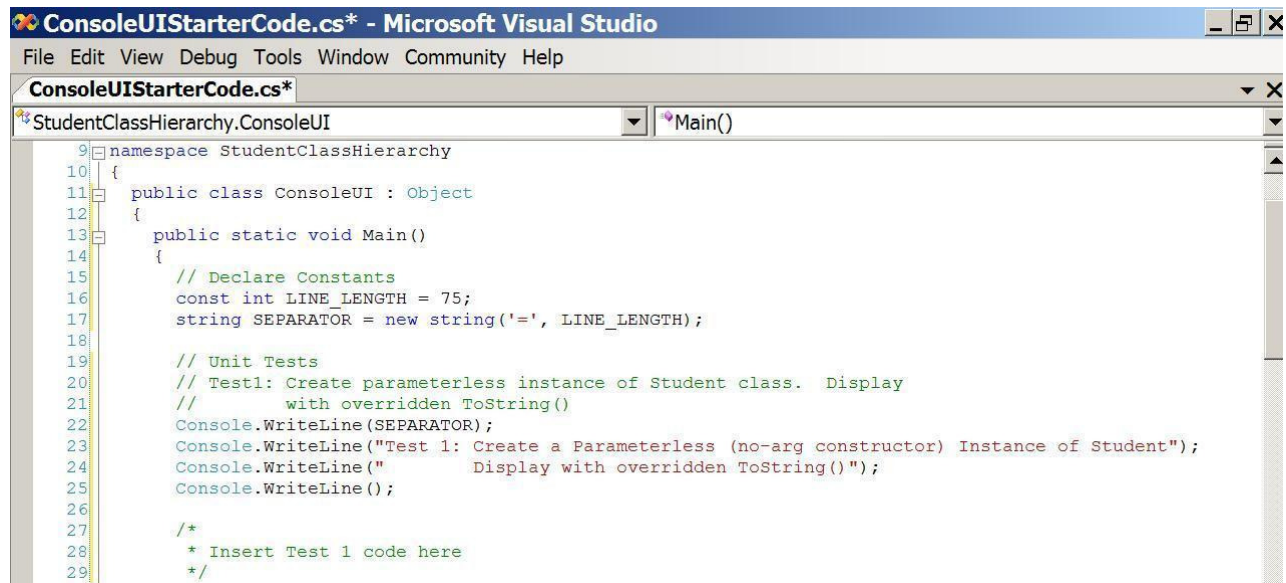 ConsoleUIStarterCode.cs* - Microsoft Visual Studio
File Edit View Debug Tools Window Community Help
ConsoleUIStarterCode.cs*
StudentClassHierarchy.ConsoleUI Main()
9 namespace StudentClassHierarchy
10 {
11 public class ConsoleUI : Object
12 {
13 public static void Main()
14 {
15 // Declare Constants
16 const int LINE_LENGTH = 75;
17 string SEPARATOR = new string('=', LINE_LENGTH);
18
19 // Unit Tests
20 // Test1: Create parameterless instance of Student class.  Display
21 //        with overridden ToString()
22 Console.WriteLine(SEPARATOR);
23 Console.WriteLine("Test 1: Create a Parameterless (no-arg constructor) Instance of Student");
24 Console.WriteLine("        Display with overridden ToString()");
25 Console.WriteLine();
26
27 /*
28 * Insert Test 1 code here
29 */